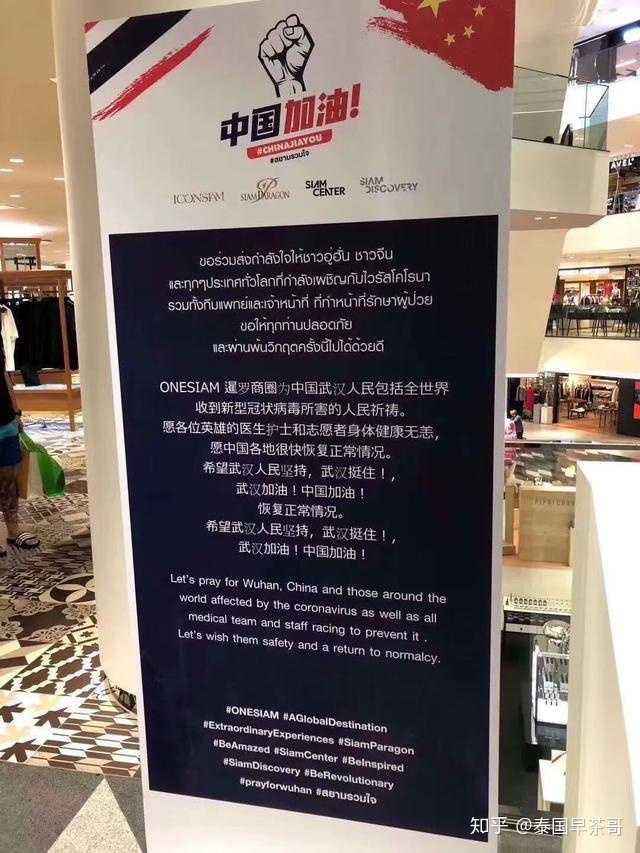 中国加油!
#CHINAJIAYOU
#สยามรวมใจ
ICONSIAM SIAM PARAGON SIAM CENTER SIAM DISCOVERY
ขอร่วมส่งกำลังใจให้ชาวอู่ฮั่น ชาวจีน
และทุกๆประเทศทั่วโลกที่กำลังเผชิญกับไวรัสโคโรนา
รวมทั้งทีมแพทย์และเจ้าหน้าที่ ที่ทำหน้าที่รักษาผู้ป่วย
ขอให้ทุกท่านปลอดภัย
และผ่านพ้นวิกฤตครั้งนี้ไปได้ด้วยดี
ONESIAM 暹罗商圈为中国武汉人民包括全世界
收到新型冠状病毒所害的人民祈祷。
愿各位英雄的医生护士和志愿者身体健康无恙，
愿中国各地很快恢复正常情况。
希望武汉人民坚持，武汉挺住！，
武汉加油！中国加油！
恢复正常情况。
希望武汉人民坚持，武汉挺住！，
武汉加油！中国加油！
Let's pray for Wuhan, China and those around the
world affected by the coronavirus as well as all
medical team and staff racing to prevent it .
Let's wish them safety and a return to normalcy.
#ONESIAM #AGlobalDestination
#ExtraordinaryExperiences #SiamParagon
#BeAmazed #SiamCenter #BeInspired
#SiamDiscovery #BeRevolutionary
#prayforwuhan #สยามรวมใจ
知乎 @泰国早茶哥